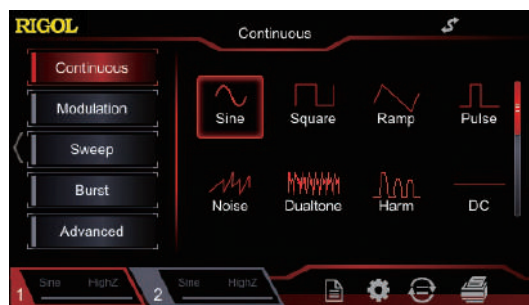 RIGOL
Continuous
Continuous
Modulation
Sweep
Burst
Advanced
Sine Square Ramp Pulse
Noise Dualtone Harm DC
1 Sine HighZ 2 Sine HighZ